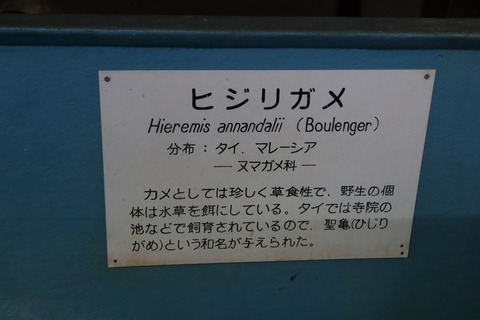 ヒジリガメ
Hieremis annandalii (Boulenger)
分布：タイ、マレーシア
― ヌマガメ科 ―
カメとしては珍しく草食性で、野生の個
体は水草を餌にしている。タイでは寺院の
池などで飼育されているので、聖亀(ひじり
がめ)という和名が与えられた。